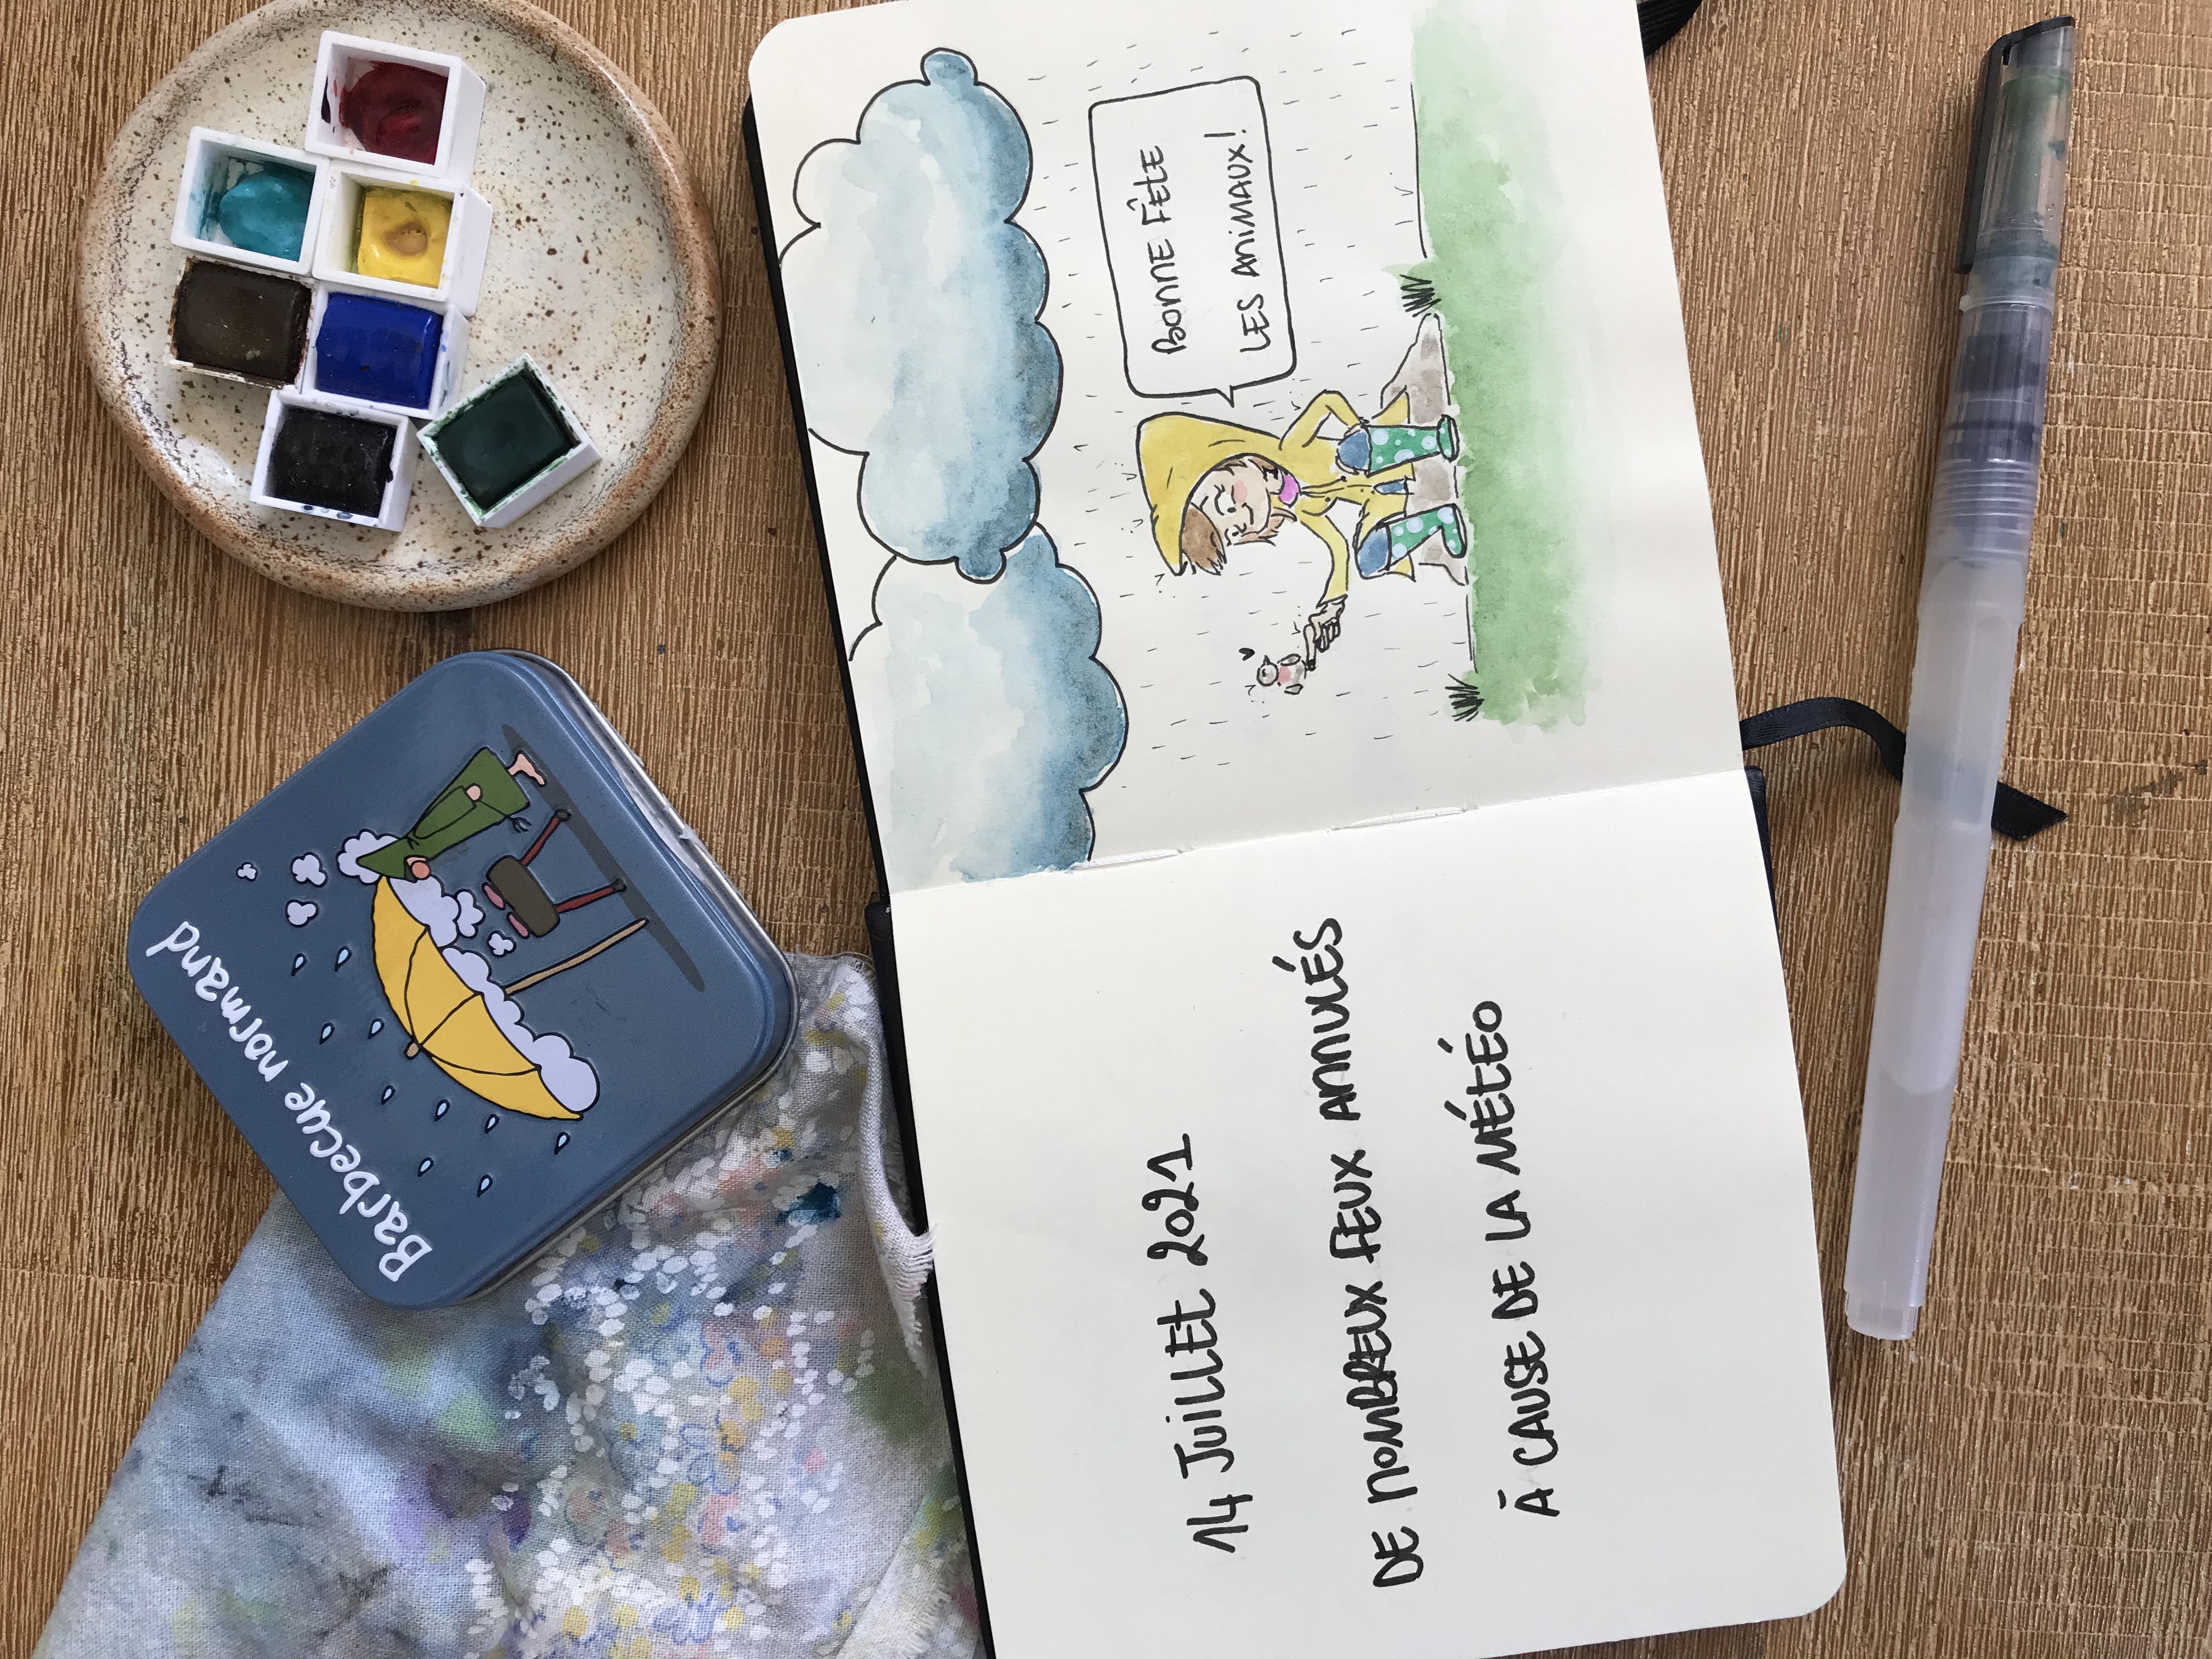 Barbecue normand
14 JUILLET 2021
DE NOMBREUX FEUX ANNULÉS
À CAUSE DE LA MÉTÉO
BONNE FÊTE
LES ANIMAUX!